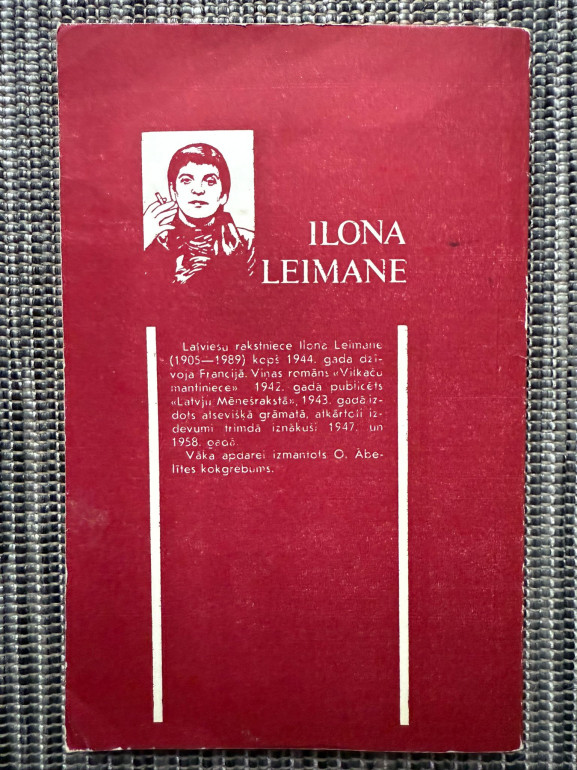 ILONA
LEIMANE
Latviešu rakstniece Ilona Leimane
(1905—1989) kopš 1944. gada dzī-
voja Francijā. Viņas romāns «Vilkaču
mantiniece» 1942. gadā publicēts
«Latvju Mēnešrakstā», 1943. gadā iz-
dots atsevišķā grāmatā, atkārtoti iz-
devumi trimdā iznākuši 1947. un
1958. gadā.
Vāka apdarei izmantots O. Ābe-
lītes kokgrebums.